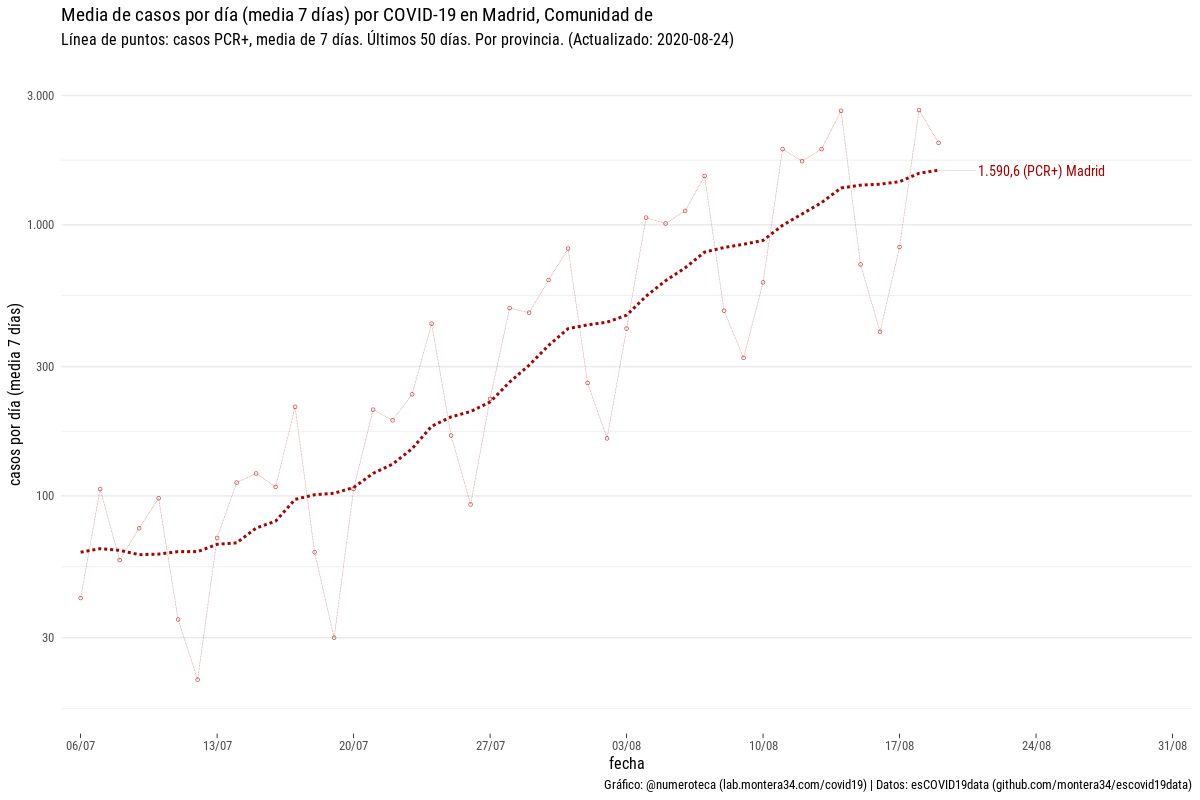 Media de casos por día (media 7 días) por COVID-19 en Madrid, Comunidad de
Línea de puntos: casos PCR+, media de 7 días. Últimos 50 días. Por provincia. (Actualizado: 2020-08-24)
casos por día (media 7 días)
3.000
1.000
300
100
30
1.590,6 (PCR+) Madrid
06/07
13/07
20/07
27/07
03/08
10/08
17/08
24/08
31/08
fecha
Gráfico: @numeroteca (lab.montera34.com/covid19) | Datos: esCOVID19data (github.com/montera34/escovid19data)